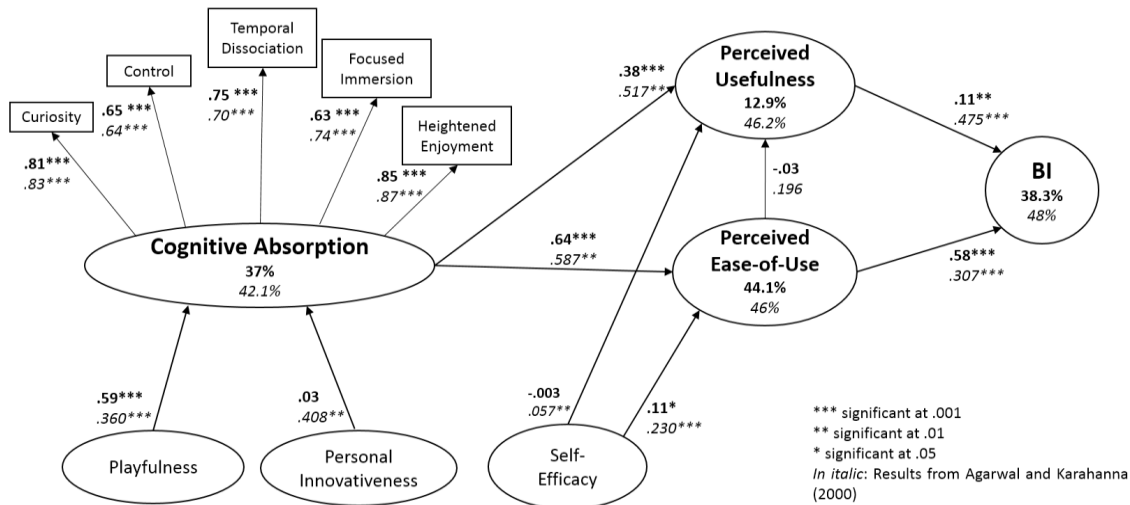 Temporal
Dissociation
Focused
Immersion
Control
Curiosity
Heightened
Enjoyment
.81***
.83***
.65 ***
.64***
.75 ***
.70***
.63 ***
.74***
.85 ***
.87***
Cognitive Absorption
37%
42.1%
.38***
.517**
Perceived
Usefulness
12.9%
46.2%
.11**
.475***
-.03
.196
BI
38.3%
48%
.64***
.587**
Perceived
Ease-of-Use
44.1%
46%
.58***
.307***
.59***
.360***
.03
.408**
-.003
.057**
.11*
.230***
Playfulness
Personal
Innovativeness
Self-
Efficacy
*** significant at .001
** significant at .01
* significant at .05
In italic: Results from Agarwal and Karahanna
(2000)